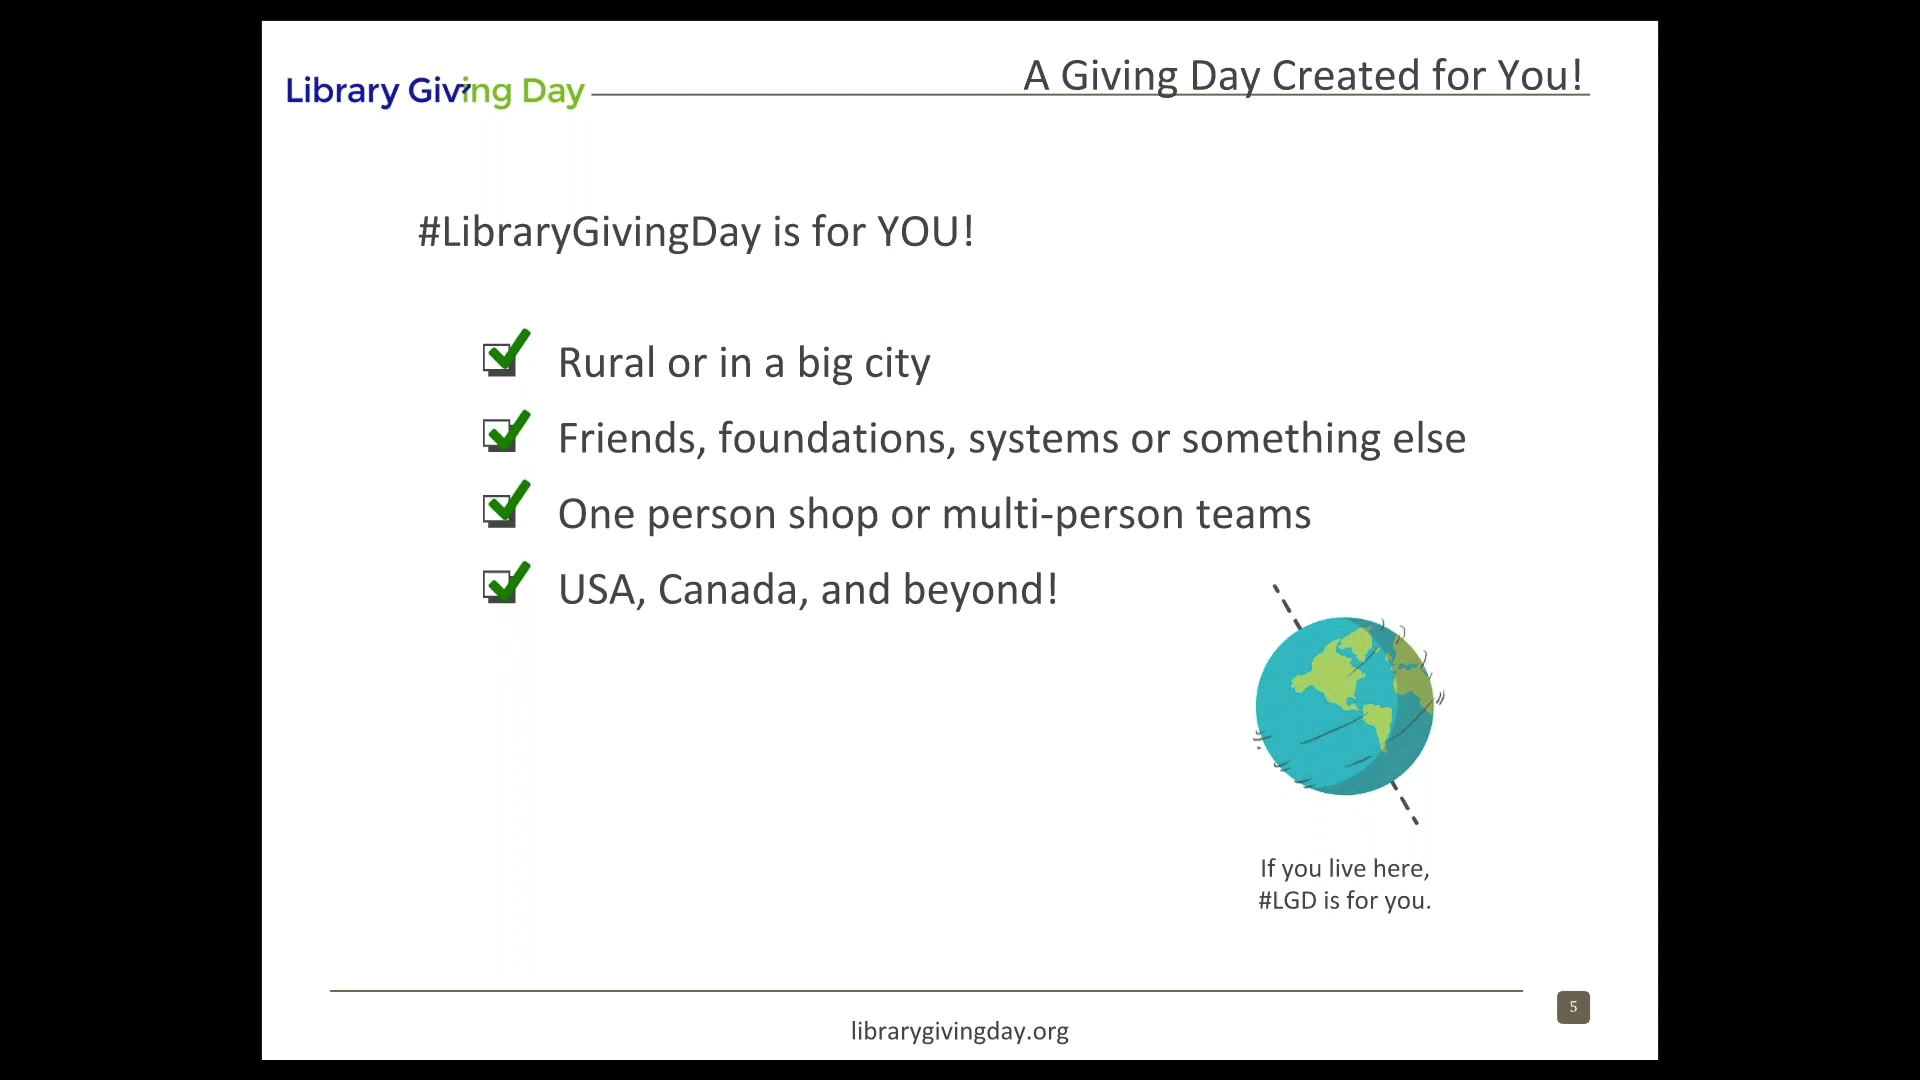 Library Giving Day
A Giving Day Created for You!
#LibraryGivingDay is for YOU!
Rural or in a big city
Friends, foundations, systems or something else
One person shop or multi-person teams
USA, Canada, and beyond!
If you live here,
#LGD is for you.
5
librarygivingday.org